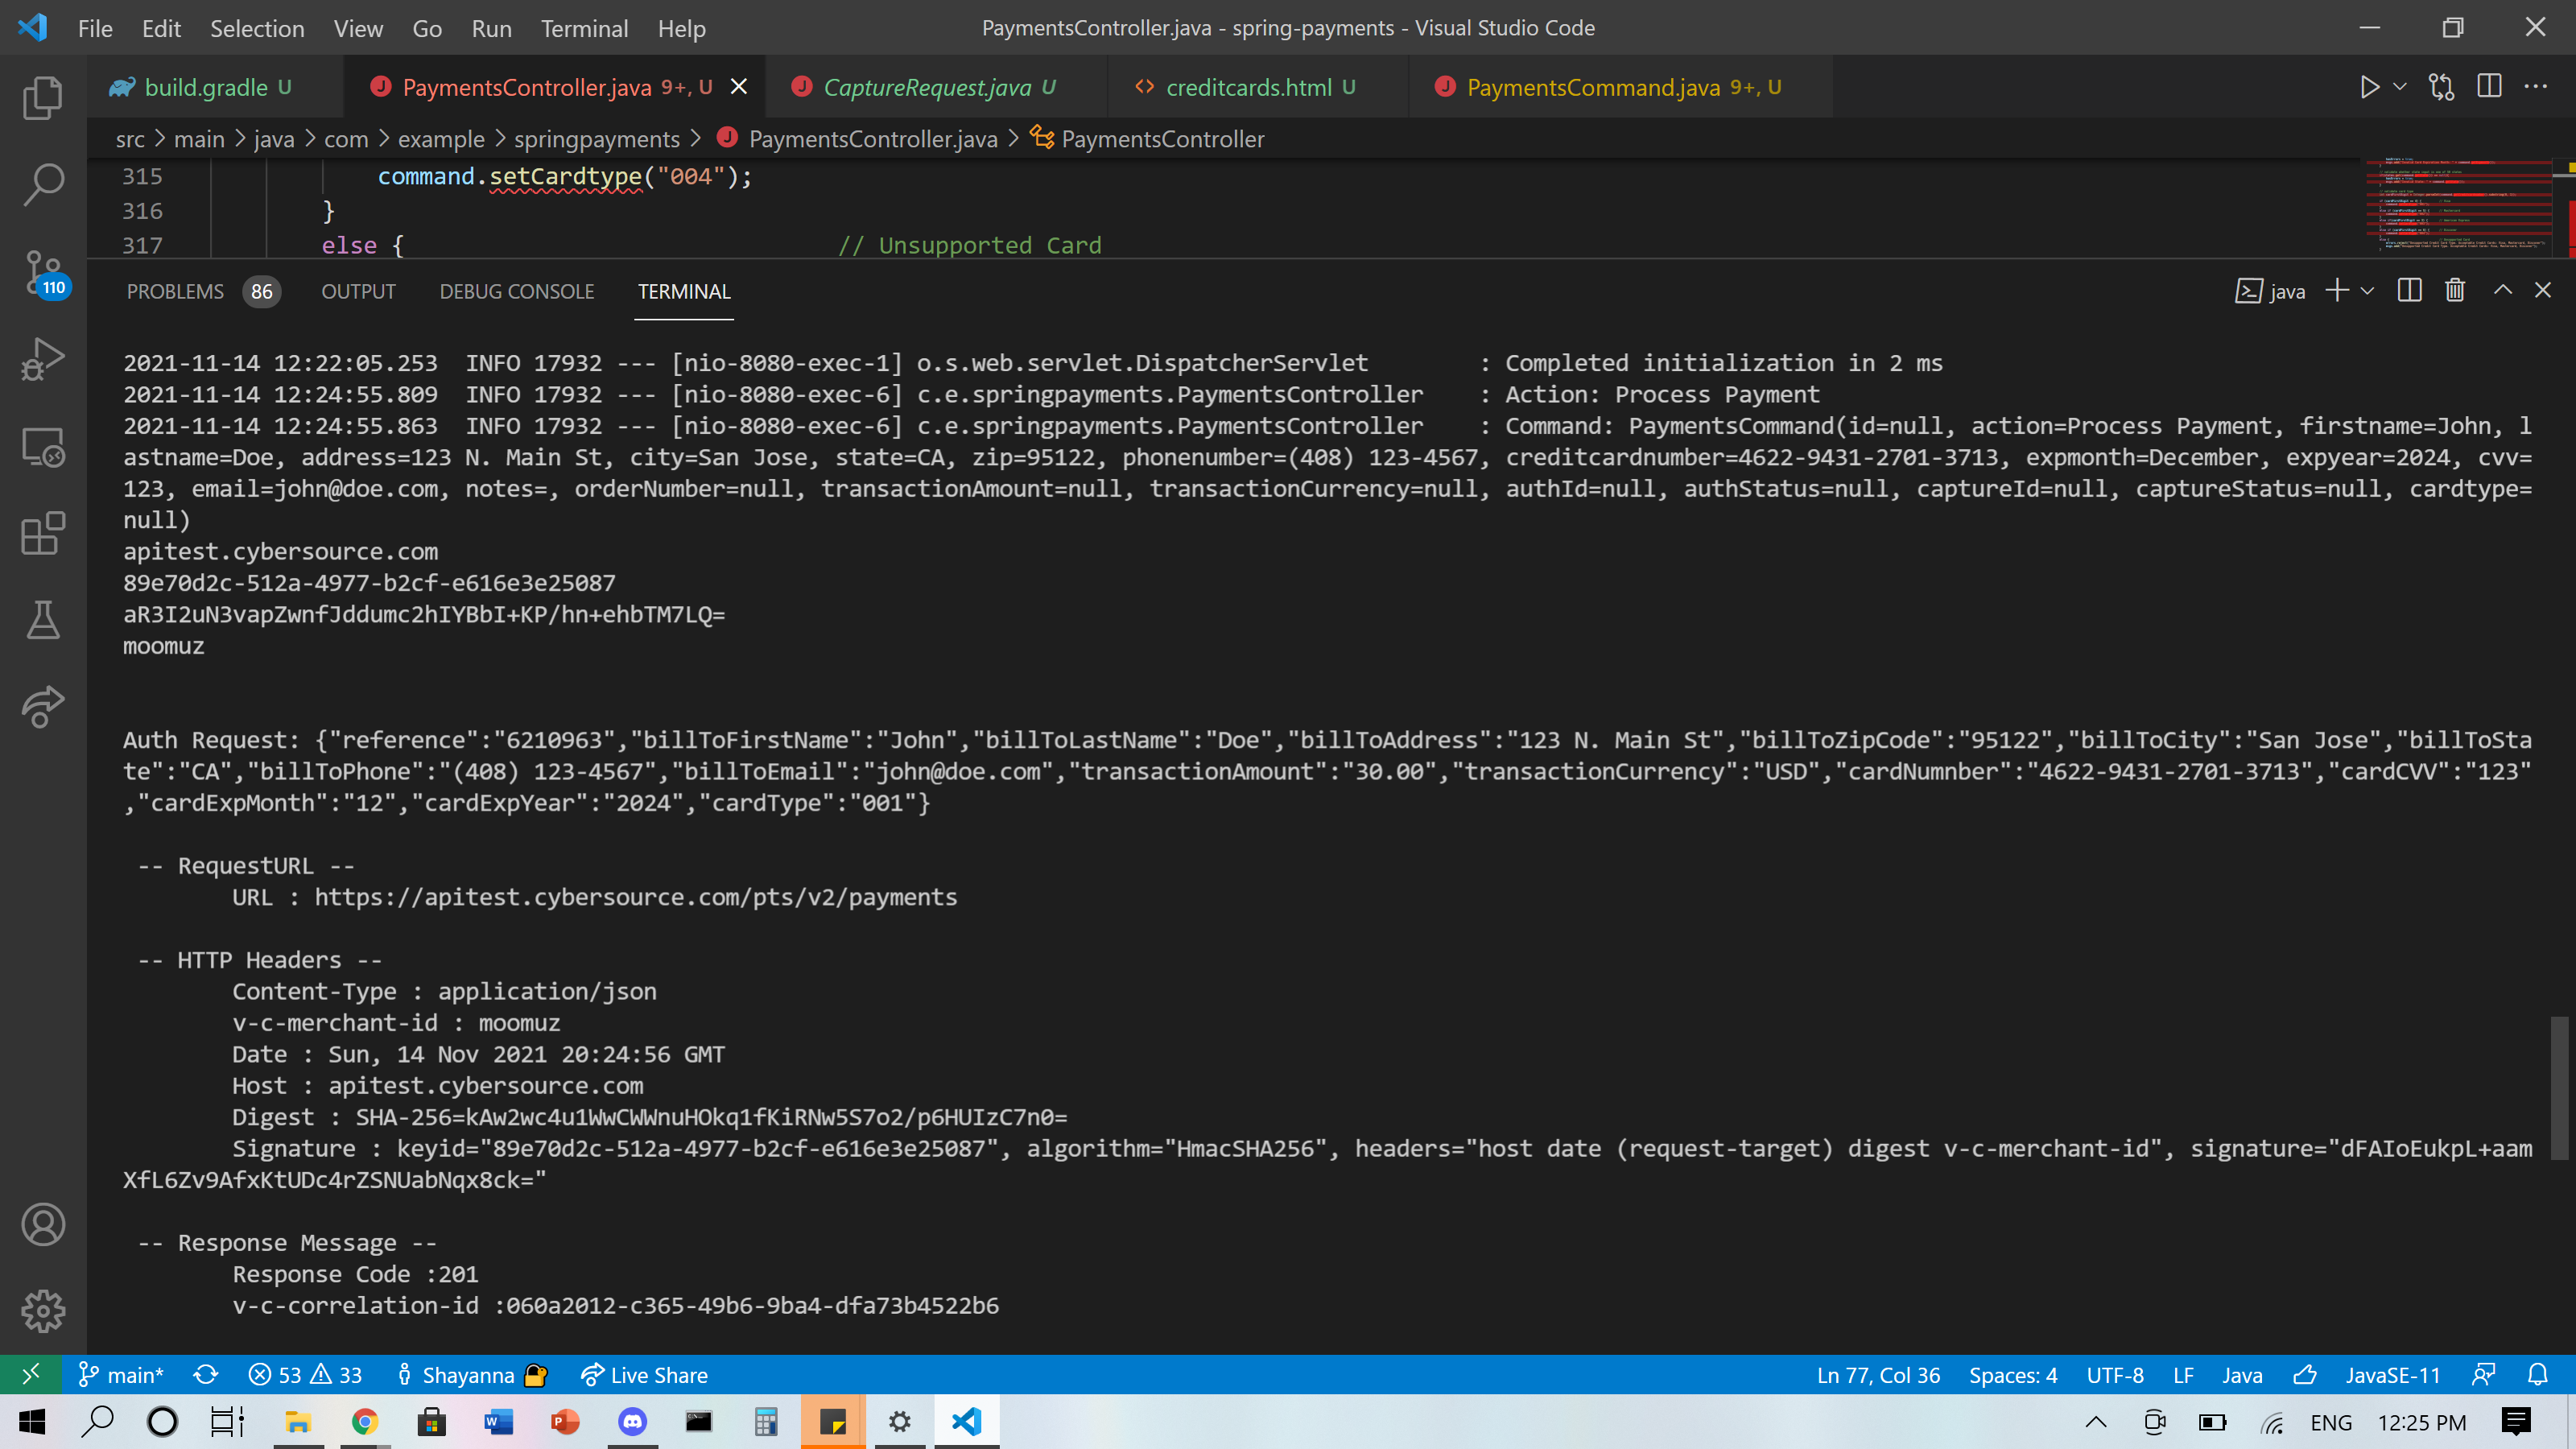 File Edit Selection View Go Run Terminal Help PaymentsController.java - spring-payments - Visual Studio Code
build.gradle U PaymentsController.java 9+, U CaptureRequest.java U creditcards.html U PaymentsCommand.java 9+, U
src > main > java > com > example > springpayments > PaymentsController.java > PaymentsController
315 command.setCardtype("004");
316 }
317 else { // Unsupported Card
110
PROBLEMS 86 OUTPUT DEBUG CONSOLE TERMINAL java
2021-11-14 12:22:05.253 INFO 17932 --- [nio-8080-exec-1] o.s.web.servlet.DispatcherServlet : Completed initialization in 2 ms
2021-11-14 12:24:55.809 INFO 17932 --- [nio-8080-exec-6] c.e.springpayments.PaymentsController : Action: Process Payment
2021-11-14 12:24:55.863 INFO 17932 --- [nio-8080-exec-6] c.e.springpayments.PaymentsController : Command: PaymentsCommand(id=null, action=Process Payment, firstname=John, l
astname=Doe, address=123 N. Main St, city=San Jose, state=CA, zip=95122, phonenumber=(408) 123-4567, creditcardnumber=4622-9431-2701-3713, expmonth=December, expyear=2024, cvv=
123, email=john@doe.com, notes=, orderNumber=null, transactionAmount=null, transactionCurrency=null, authId=null, authStatus=null, captureId=null, captureStatus=null, cardtype=
null)
apitest.cybersource.com
89e70d2c-512a-4977-b2cf-e616e3e25087
aR3I2uN3vapZwnfJddumc2hIYBbI+KP/hn+ehbTM7LQ=
moomuz
Auth Request: {"reference":"6210963","billToFirstName":"John","billToLastName":"Doe","billToAddress":"123 N. Main St","billToZipCode":"95122","billToCity":"San Jose","billToSta
te":"CA","billToPhone":"(408) 123-4567","billToEmail":"john@doe.com","transactionAmount":"30.00","transactionCurrency":"USD","cardNumnber":"4622-9431-2701-3713","cardCVV":"123"
,"cardExpMonth":"12","cardExpYear":"2024","cardType":"001"}
-- RequestURL --
URL : https://apitest.cybersource.com/pts/v2/payments
-- HTTP Headers --
Content-Type : application/json
v-c-merchant-id : moomuz
Date : Sun, 14 Nov 2021 20:24:56 GMT
Host : apitest.cybersource.com
Digest : SHA-256=kAw2wc4u1WwCWWnuHOkq1fKiRNw5S7o2/p6HUIzC7n0=
Signature : keyid="89e70d2c-512a-4977-b2cf-e616e3e25087", algorithm="HmacSHA256", headers="host date (request-target) digest v-c-merchant-id", signature="dFAIoEukpL+aam
XfL6Zv9AfxKtUDc4rZSNUabNqx8ck="
-- Response Message --
Response Code :201
v-c-correlation-id :060a2012-c365-49b6-9ba4-dfa73b4522b6
main* 53 33 Shayanna Live Share Ln 77, Col 36 Spaces: 4 UTF-8 LF Java JavaSE-11
ENG 12:25 PM